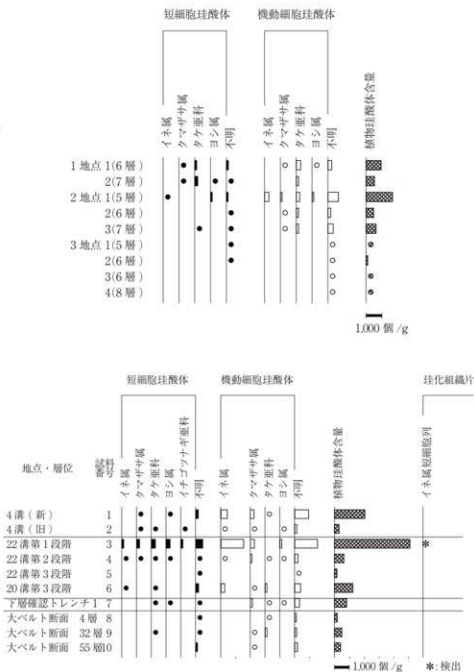 短細胞珪酸体 機動細胞珪酸体
イネ属
クマザサ属
タケ亜科
ヨシ属
不明
イネ属
クマザサ属
タケ亜科
ヨシ属
不明
植物珪酸体含量
1 地点 1(6 層)
2(7 層)
2 地点 1(5 層)
2(6 層)
3(7 層)
3 地点 1(5 層)
2(6 層)
3(6 層)
4(8 層)
1,000 個 /g
短細胞珪酸体 機動細胞珪酸体 珪化組織片
地点・層位
試料番号
イネ属
クマザサ属
タケ亜科
ヨシ属
イチゴツナギ亜科
不明
イネ属
クマザサ属
タケ亜科
ヨシ属
不明
植物珪酸体含量
イネ属短細胞列
4 溝 ( 新 ) 1
4 溝 ( 旧 ) 2
22 溝第 1 段階 3 *
22 溝第 2 段階 4
22 溝第 3 段階 5
20 溝第 3 段階 6
下層確認トレンチ 1 7
大ベルト断面 4 層 8
大ベルト断面 32 層 9
大ベルト断面 55 層 10
1,000 個 /g *: 検出